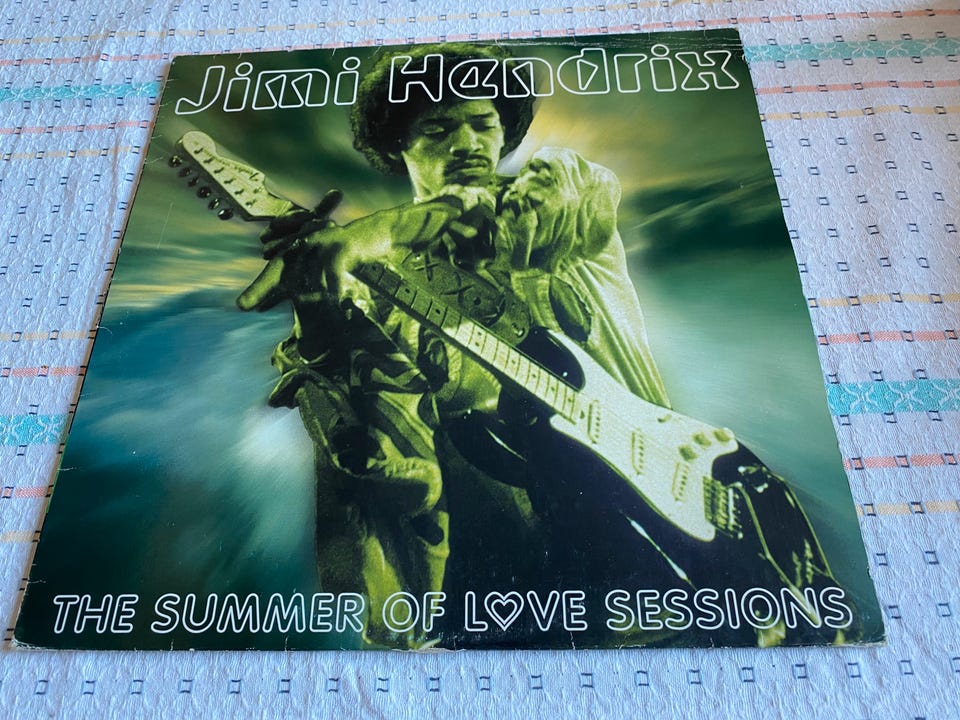 Jimi Hendrix
THE SUMMER OF LOVE SESSIONS